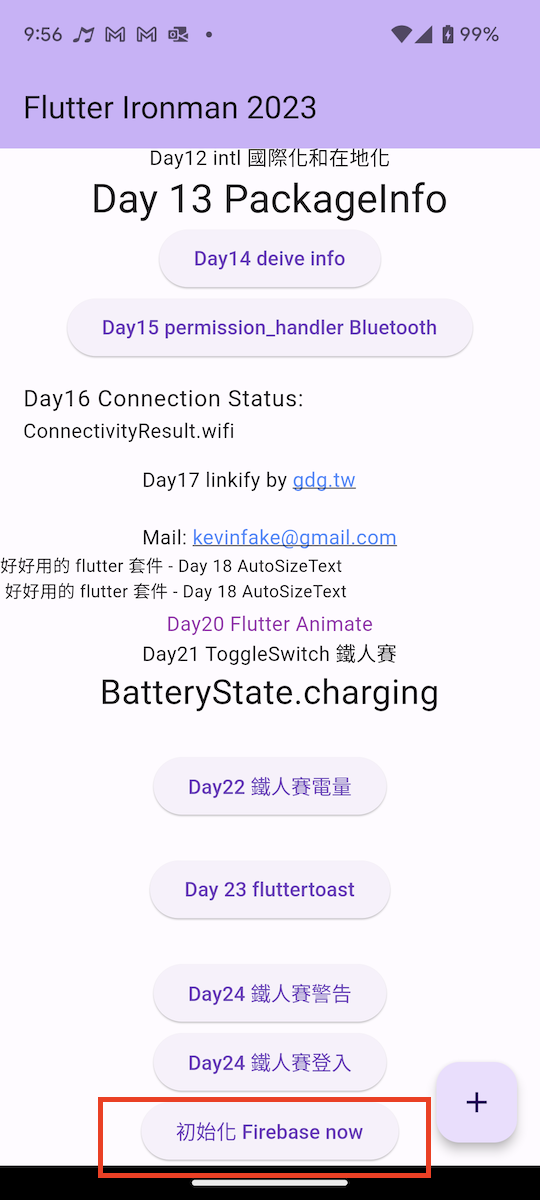 9:56
99%
Flutter Ironman 2023
Day12 intl 國際化和在地化
Day 13 PackageInfo
Day14 deive info
Day15 permission_handler Bluetooth
Day16 Connection Status:
ConnectivityResult.wifi
Day17 linkify by gdg.tw
Mail: kevinfake@gmail.com
好好用的 flutter 套件 - Day 18 AutoSizeText
好好用的 flutter 套件 - Day 18 AutoSizeText
Day20 Flutter Animate
Day21 ToggleSwitch 鐵人賽
BatteryState.charging
Day22 鐵人賽電量
Day 23 fluttertoast
Day24 鐵人賽警告
Day24 鐵人賽登入
+
初始化 Firebase now